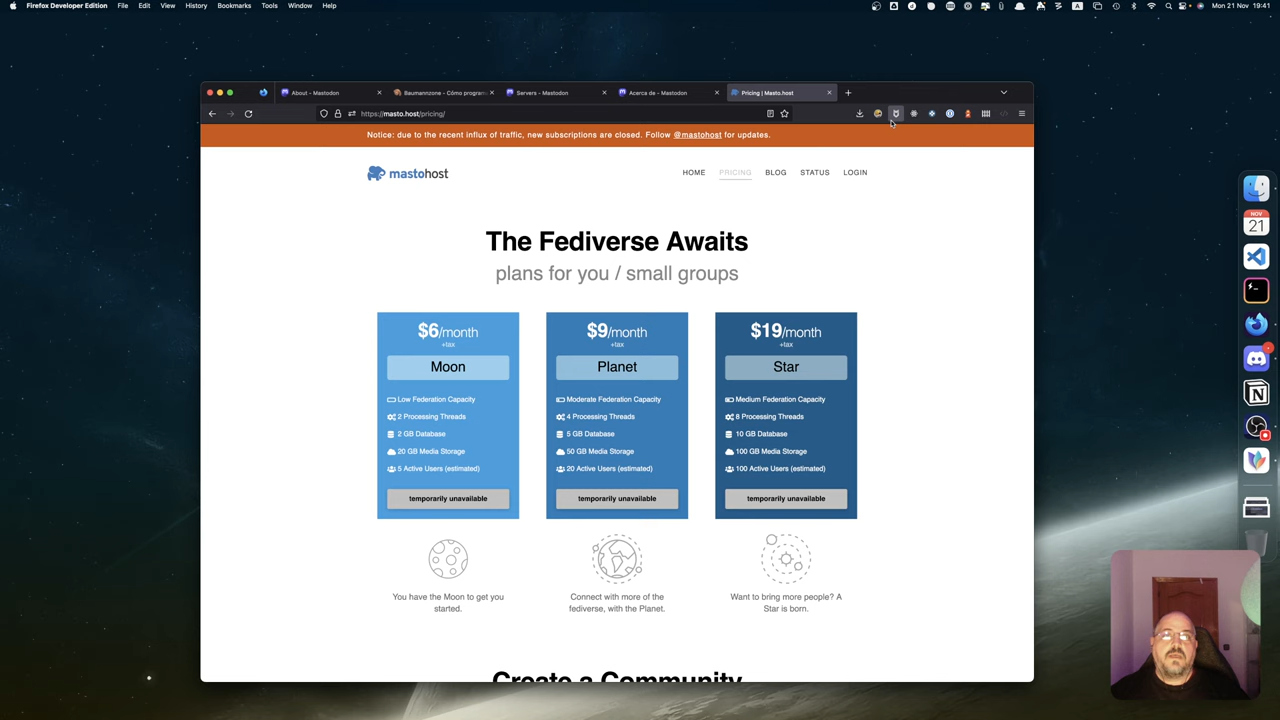 Firefox Developer Edition File Edit View History Bookmarks Tools Window Help
A
Mon 21 Nov 19:41
About - Mastodon
Baumannzone - Cómo program
Servers - Mastodon
Acerca de - Mastodon
Pricing | Masto.host
https://masto.host/pricing/
Notice: due to the recent influx of traffic, new subscriptions are closed. Follow @mastohost for updates.
mastohost
HOME PRICING BLOG STATUS LOGIN
The Fediverse Awaits
plans for you / small groups
$6/month
+tax
Moon
Low Federation Capacity
2 Processing Threads
2 GB Database
20 GB Media Storage
5 Active Users (estimated)
temporarily unavailable
You have the Moon to get you
started.
$9/month
+tax
Planet
Moderate Federation Capacity
4 Processing Threads
5 GB Database
50 GB Media Storage
20 Active Users (estimated)
temporarily unavailable
Connect with more of the
fediverse, with the Planet.
$19/month
+tax
Star
Medium Federation Capacity
8 Processing Threads
10 GB Database
100 GB Media Storage
100 Active Users (estimated)
temporarily unavailable
Want to bring more people? A
Star is born.
Create a Community
NOV
21